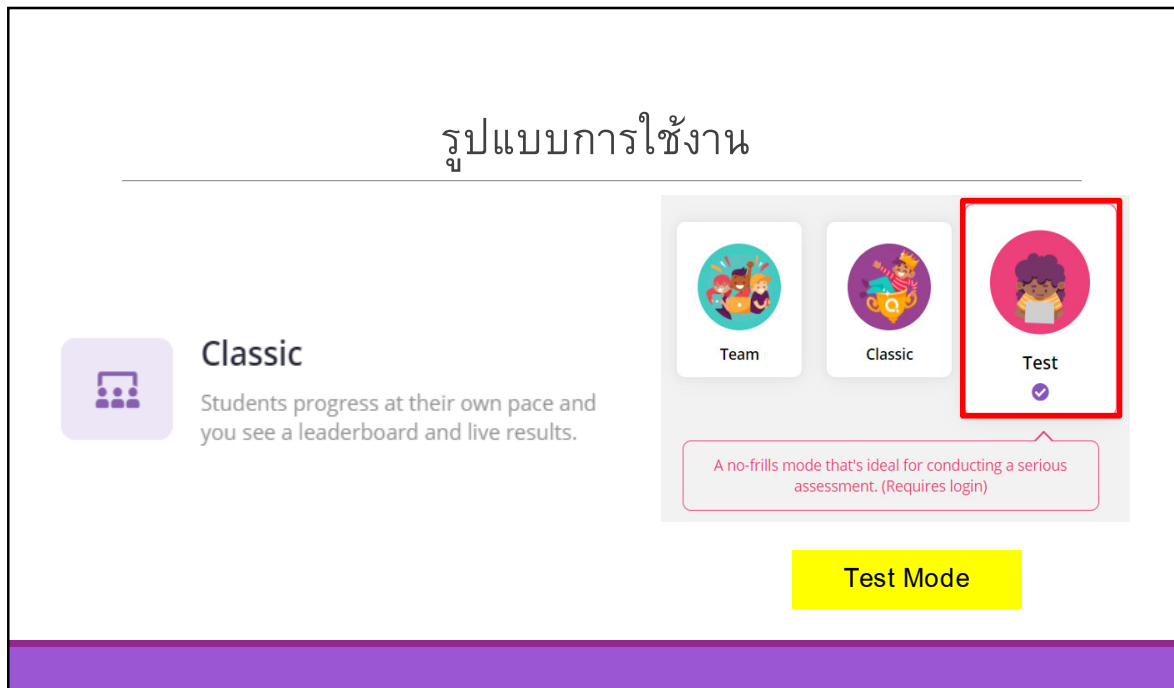 รูปแบบการใช้งาน
Classic
Students progress at their own pace and
you see a leaderboard and live results.
Team
Classic
Test
A no-frills mode that's ideal for conducting a serious
assessment. (Requires login)
Test Mode